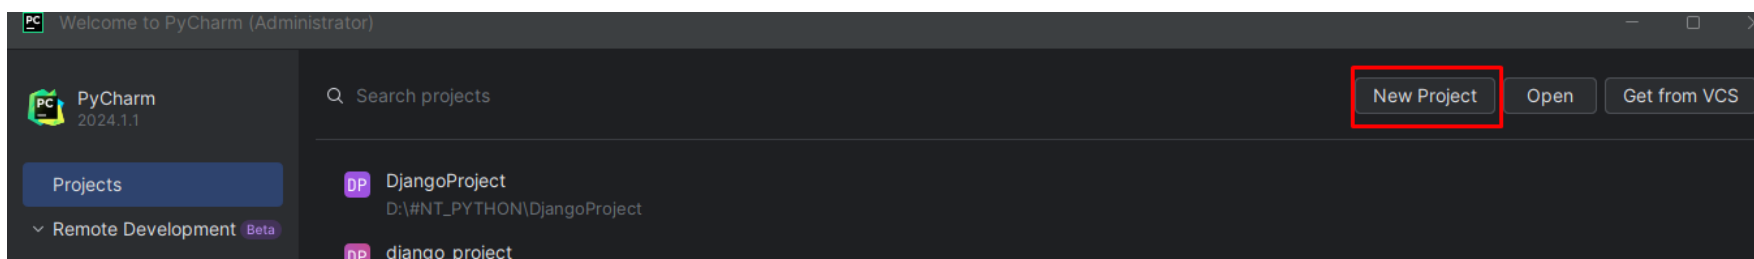 PC Welcome to PyCharm (Administrator)
PC PyCharm
2024.1.1
Search projects
New Project Open Get from VCS
Projects
Remote Development Beta
DP DjangoProject
D:\#NT_PYTHON\DjangoProject
DP django_project